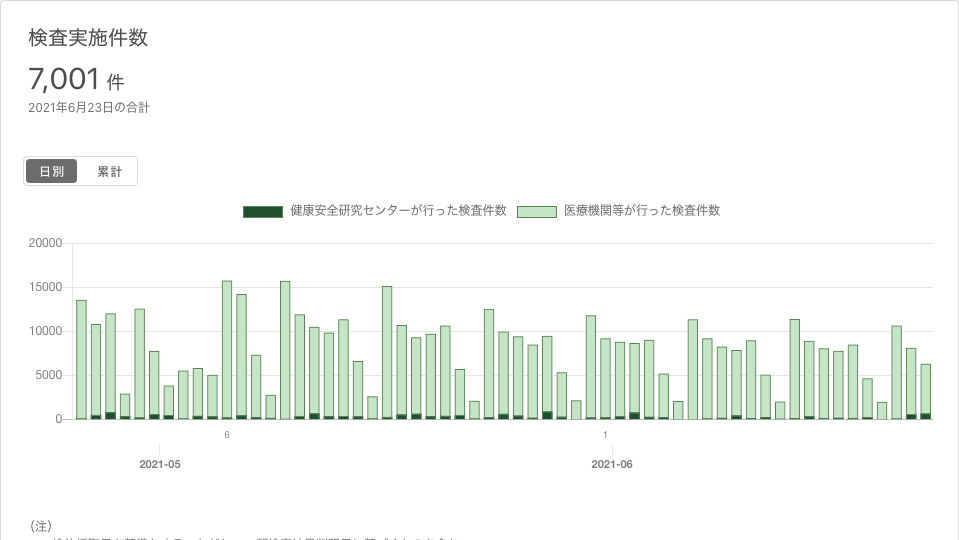 検査実施件数
7,001 件
2021年6月23日の合計
日別 累計
健康安全研究センターが行った検査件数 医療機関等が行った検査件数
20000
15000
10000
5000
0
6 1
2021-05 2021-06
（注）